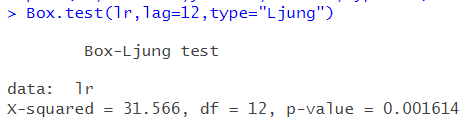 > Box.test(lr,lag=12,type="Ljung")
Box-Ljung test
data:  lr
X-squared = 31.566, df = 12, p-value = 0.001614